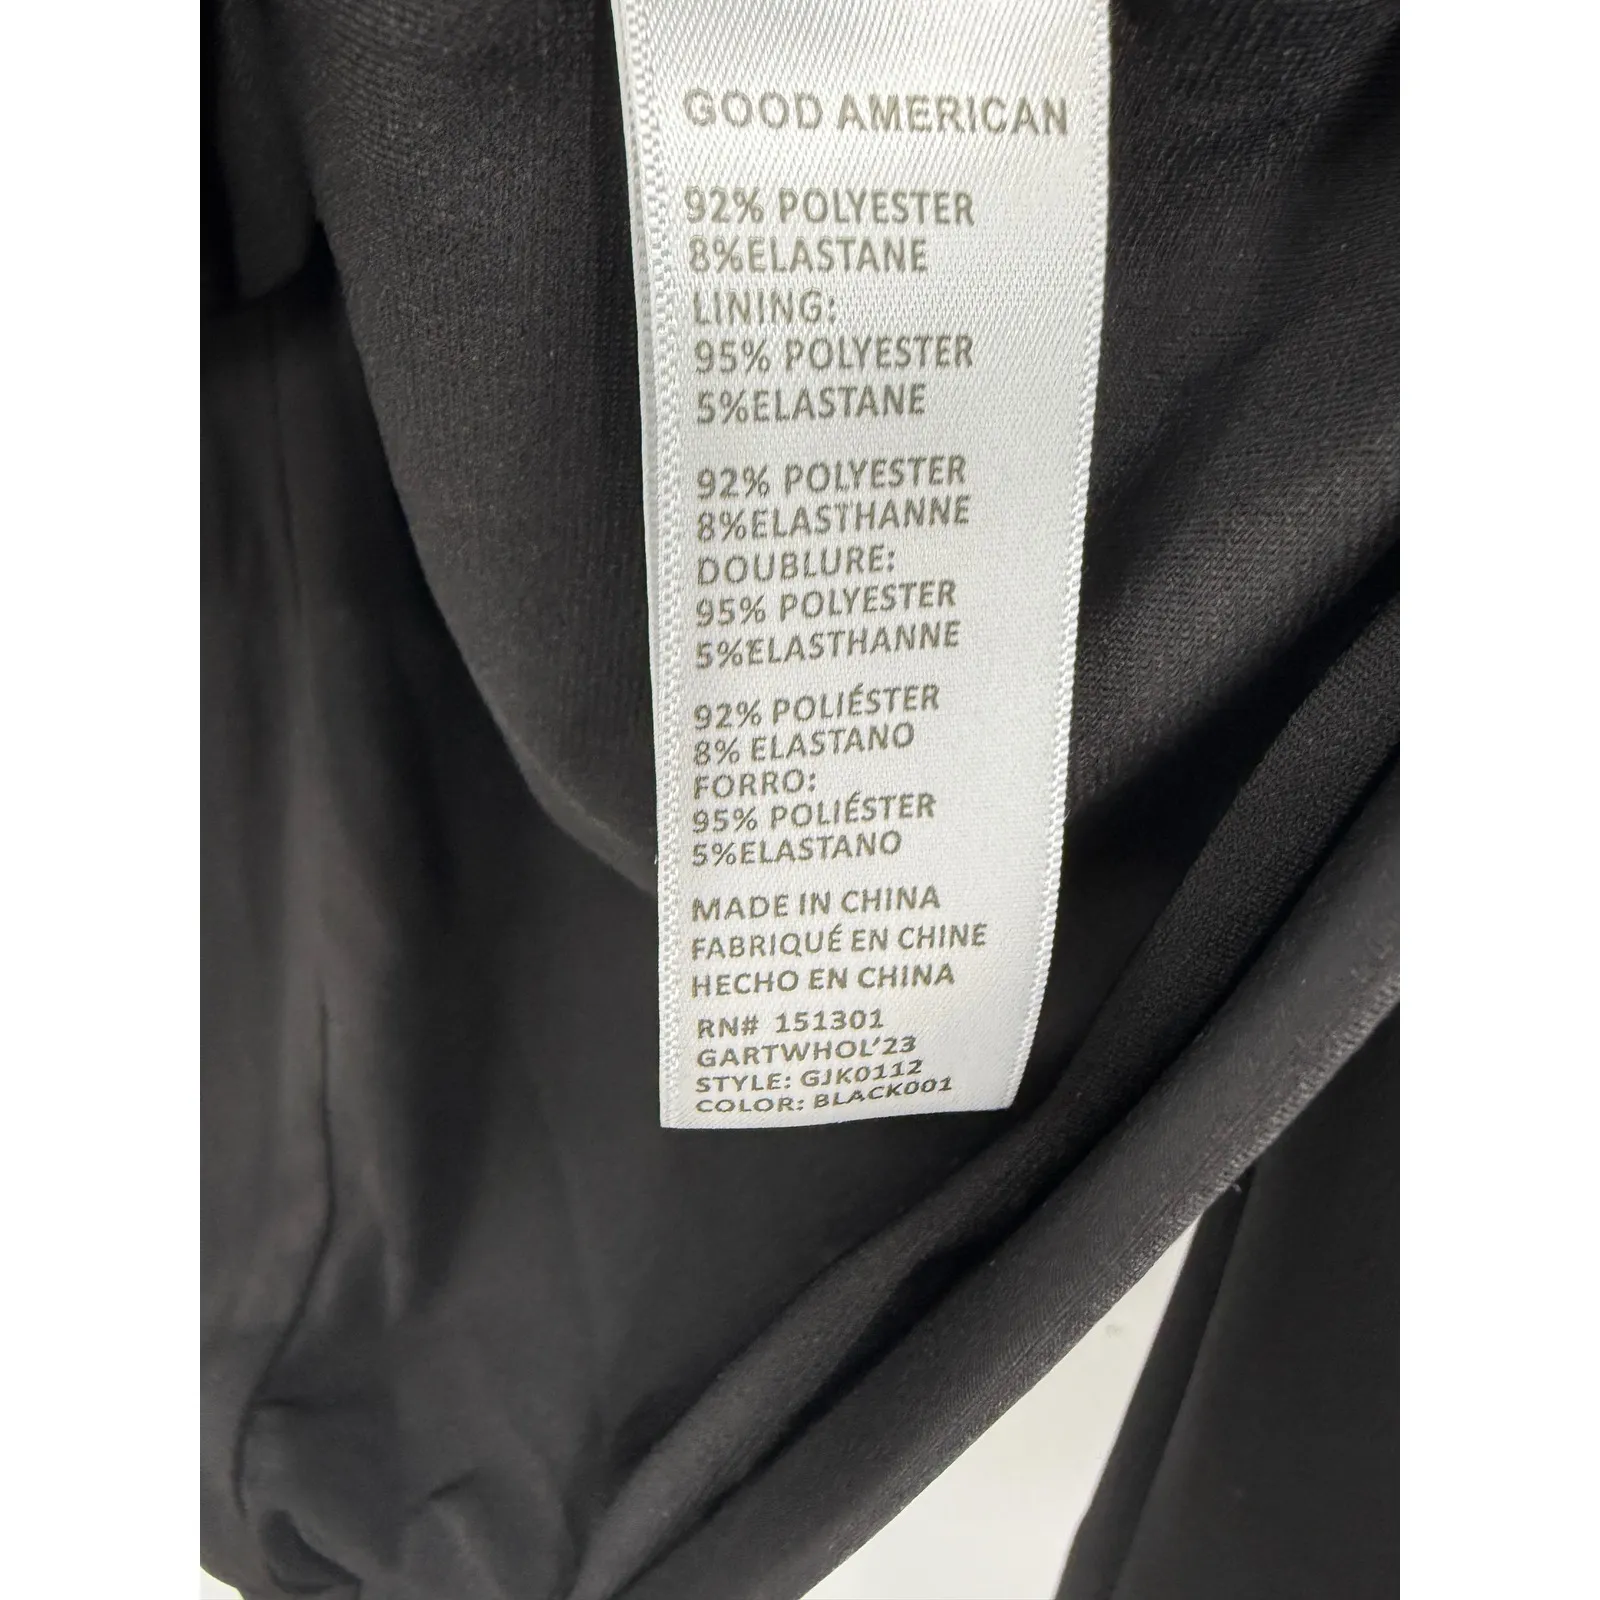 GOOD AMERICAN
92% POLYESTER
8%ELASTANE
LINING:
95% POLYESTER
5%ELASTANE
92% POLYESTER
8%ELASTHANNE
DOUBLURE:
95% POLYESTER
5%ELASTHANNE
92% POLIÉSTER
8% ELASTANO
FORRO:
95% POLIÉSTER
5%ELASTANO
MADE IN CHINA
FABRIQUÉ EN CHINE
HECHO EN CHINA
RN# 151301
GARTWHOL’23
STYLE: GJK0112
COLOR: BLACK001